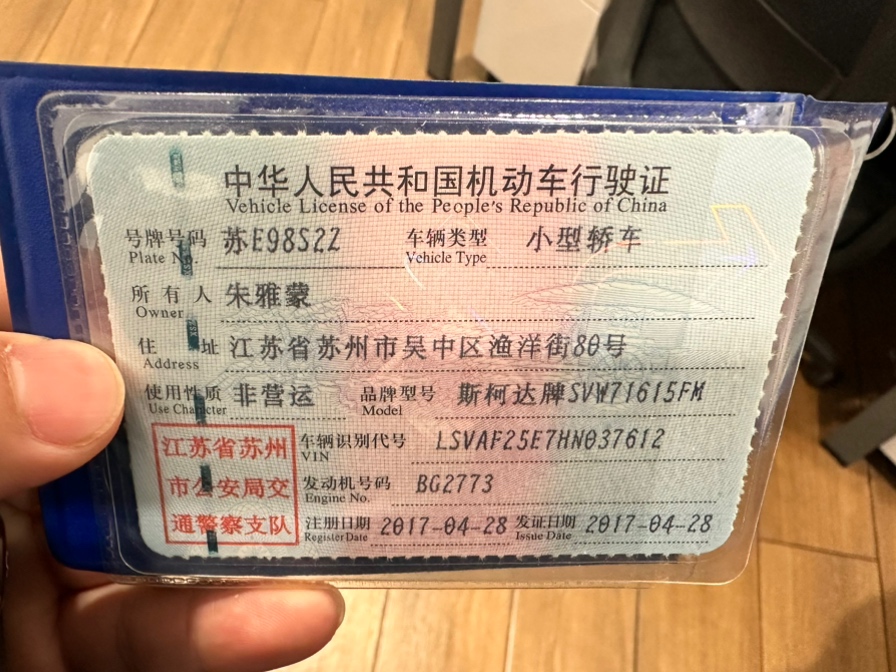 中华人民共和国机动车行驶证
Vehicle License of the People's Republic of China
号牌号码 苏E98S2Z 车辆类型 小型轿车
Plate No. Vehicle Type
所有人 朱雅蒙
Owner
住址 江苏省苏州市吴中区渔洋街80号
Address
使用性质 非营运 品牌型号 斯柯达牌SVW71615FM
Use Character Model
江苏省苏州 车辆识别代号 LSVAF25E7HN037612
VIN
市公安局交 发动机号码 BG2773
Engine No.
通警察支队 注册日期 2017-04-28 发证日期 2017-04-28
Register Date Issue Date